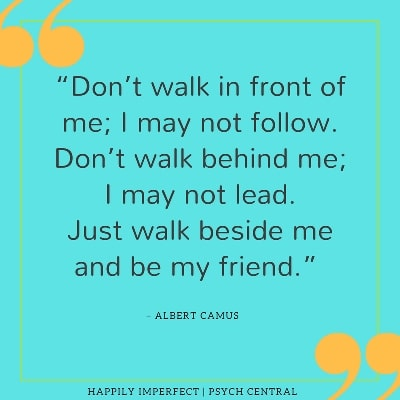 “Don’t walk in front of
me; I may not follow.
Don’t walk behind me;
I may not lead.
Just walk beside me
and be my friend.”
- ALBERT CAMUS
HAPPILY IMPERFECT | PSYCH CENTRAL